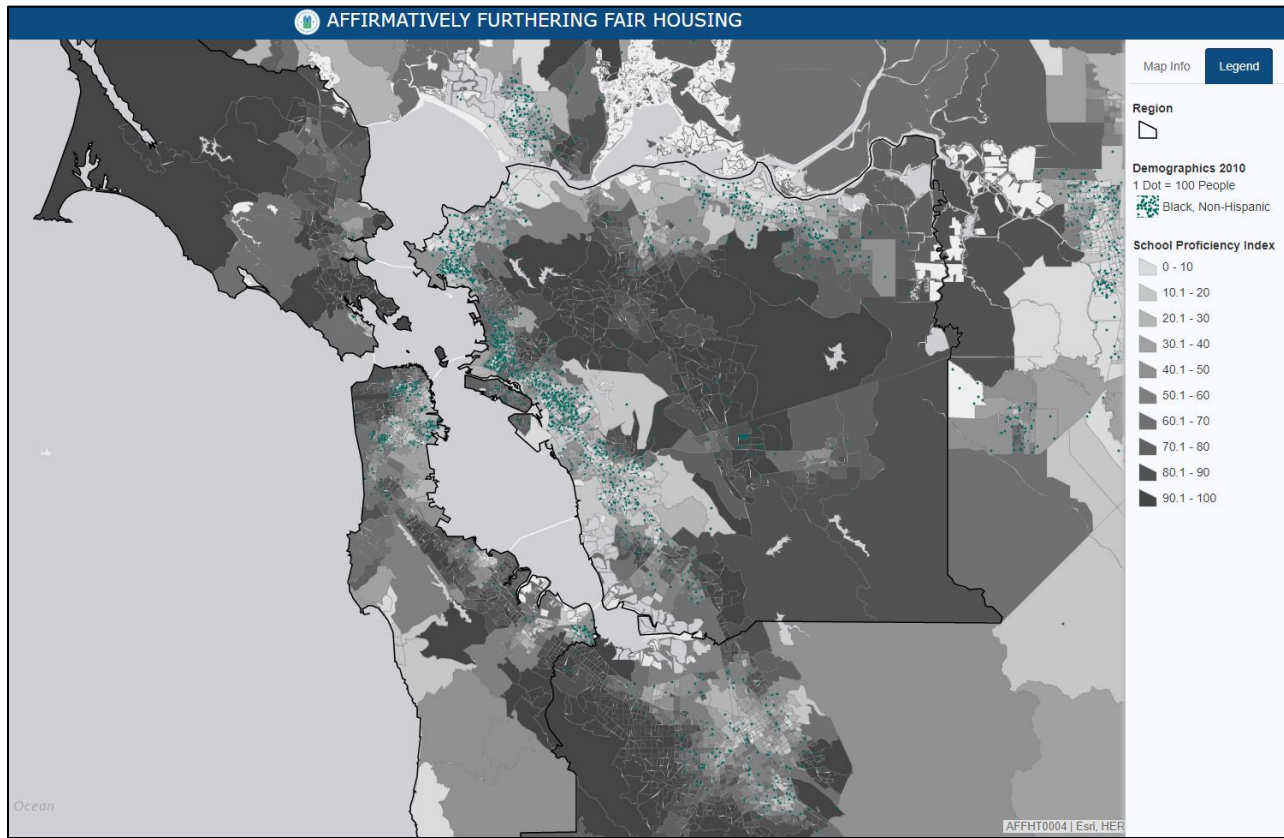 AFFIRMATIVELY FURTHERING FAIR HOUSING
Map Info
Legend
Region
Demographics 2010
1 Dot = 100 People
Black, Non-Hispanic
School Proficiency Index
0 - 10
10.1 - 20
20.1 - 30
30.1 - 40
40.1 - 50
50.1 - 60
60.1 - 70
70.1 - 80
80.1 - 90
90.1 - 100
Ocean
AFFHT0004 | Esri, HER